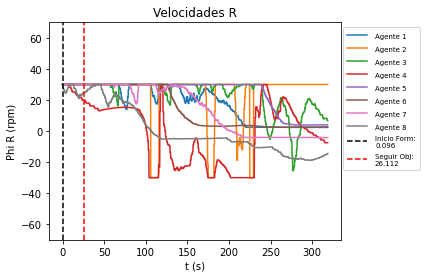 Velocidades R
Phi R (rpm)
60
40
20
0
−20
−40
−60
0
50
100
150
200
250
300
t (s)
Agente 1
Agente 2
Agente 3
Agente 4
Agente 5
Agente 6
Agente 7
Agente 8
Inicio Form:
0.096
Seguir Obj:
26.112